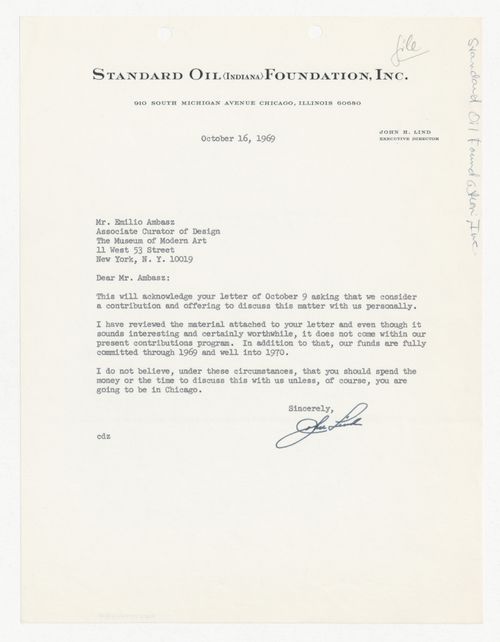 file
STANDARD OIL (INDIANA) FOUNDATION, INC.
910 SOUTH MICHIGAN AVENUE CHICAGO, ILLINOIS 60680
October 16, 1969
JOHN H. LIND
EXECUTIVE DIRECTOR
Standard Oil Foundation Inc.
Mr. Emilio Ambasz
Associate Curator of Design
The Museum of Modern Art
11 West 53 Street
New York, N. Y. 10019
Dear Mr. Ambasz:
This will acknowledge your letter of October 9 asking that we consider
a contribution and offering to discuss this matter with us personally.
I have reviewed the material attached to your letter and even though it
sounds interesting and certainly worthwhile, it does not come within our
present contributions program. In addition to that, our funds are fully
committed through 1969 and well into 1970.
I do not believe, under these circumstances, that you should spend the
money or the time to discuss this with us unless, of course, you are
going to be in Chicago.
Sincerely,
John Lind
cdz